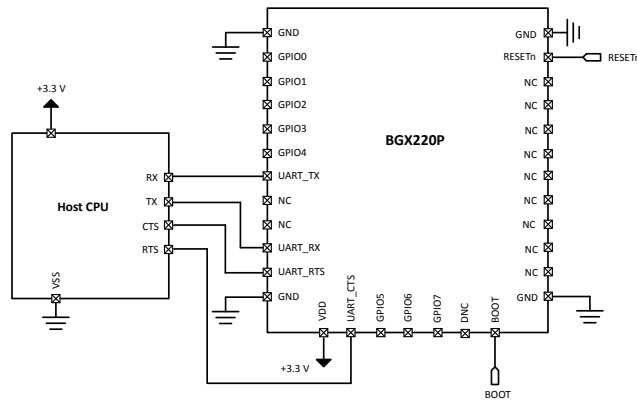 GND
GPIO0
GPIO1
GPIO2
GPIO3
GPIO4
UART_TX
NC
NC
UART_RX
UART_RTS
GND
BGX220P
GND
RESETn
RESETn
NC
NC
NC
NC
NC
NC
NC
NC
NC
GND
VDD
UART_CTS
GPIO5
GPIO6
GPIO7
DNC
BOOT
+3.3 V
BOOT
+3.3 V
Host CPU
RX
TX
CTS
RTS
VSS